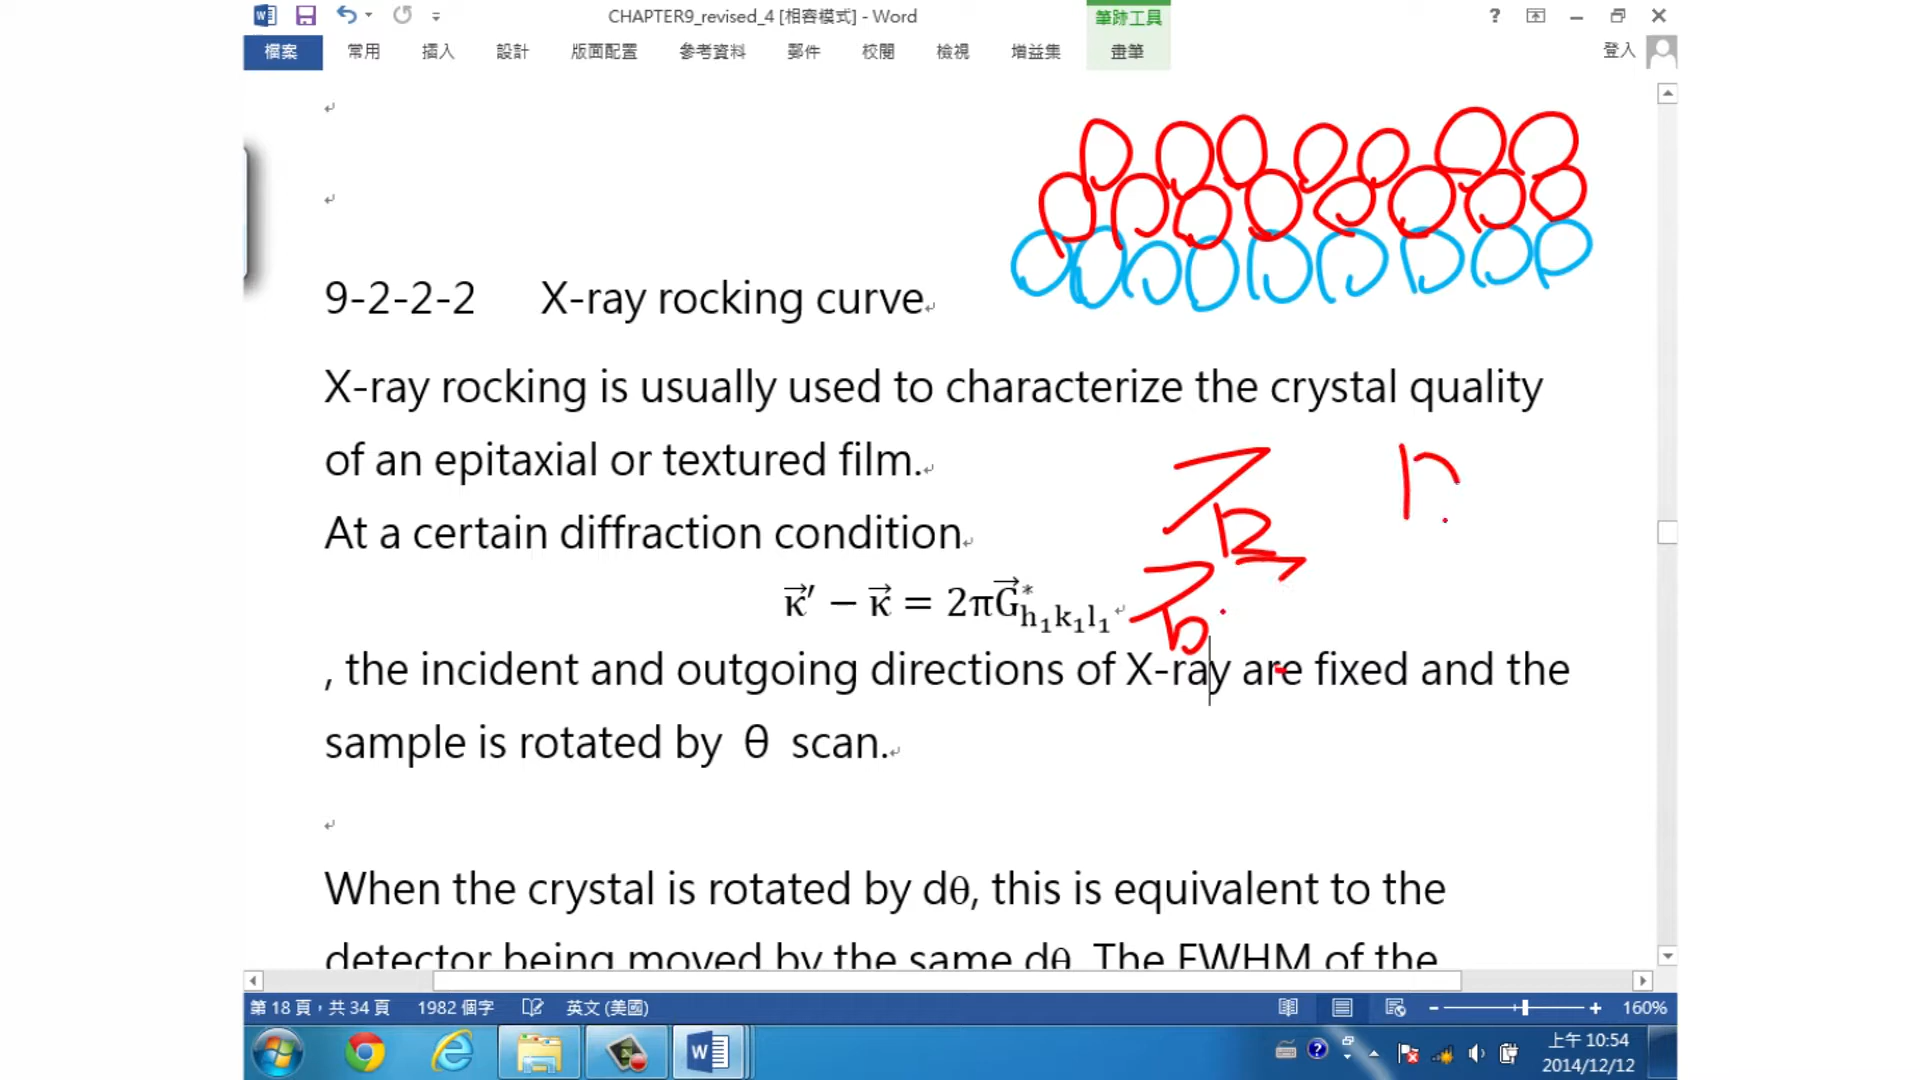 CHAPTER9_revised_4 [相容模式] - Word
筆跡工具
檔案 常用 插入 設計 版面配置 參考資料 郵件 校閱 檢視 增益集 畫筆 登入
9-2-2-2 X-ray rocking curve
X-ray rocking is usually used to characterize the crystal quality
of an epitaxial or textured film.
At a certain diffraction condition
κ⃗′ − κ⃗ = 2πG⃗*h₁k₁l₁
, the incident and outgoing directions of X-ray are fixed and the
sample is rotated by θ scan.
When the crystal is rotated by dθ, this is equivalent to the
detector being moved by the same dθ. The FWHM of the
第 18 頁，共 34 頁 1982 個字 英文 (美國) 160%
上午 10:54
2014/12/12